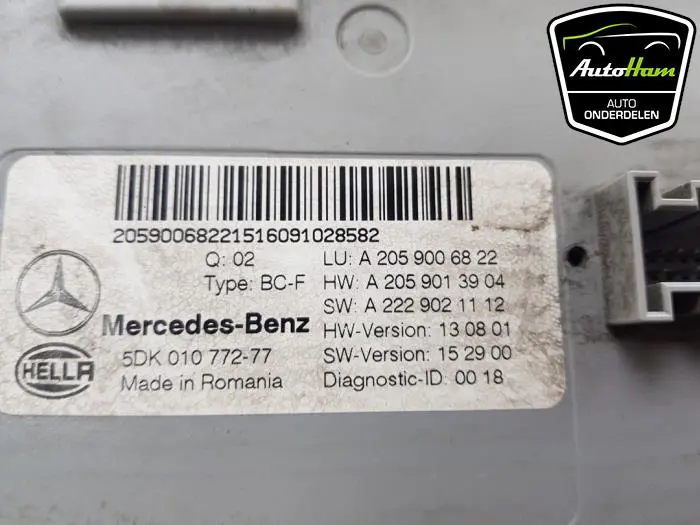 AutoHam
AUTO
ONDERDELEN
2059006822151609102858​2
Q: 02
Type: BC-F
Mercedes-Benz
5DK 010 772-77
Made in Romania
HELLA
LU: A 205 900 68 22
HW: A 205 901 39 04
SW: A 222 902 11 12
HW-Version: 13 08 01
SW-Version: 15 29 00
Diagnostic-ID: 00 18